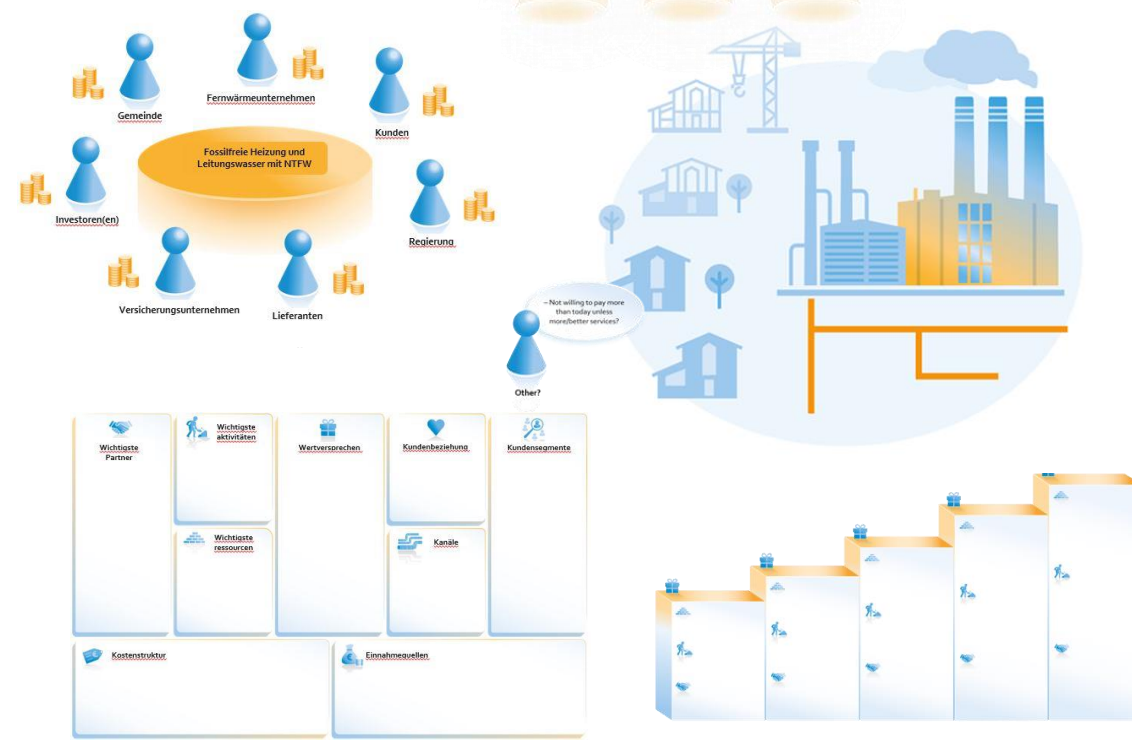 Fernwärmeunternehmen
Gemeinde
Kunden
Fossilfreie Heizung und
Leitungswasser mit NTFW
Investoren(en)
Regierung
Versicherungsunternehmen
Lieferanten
– Not willing to pay more
than today unless
more/better services?
Other?
Wichtigste
Partner
Wichtigste
aktivitäten
Wertversprechen
Kundenbeziehung
Kundensegmente
Wichtigste
ressourcen
Kanäle
Kostenstruktur
Einnahmequellen